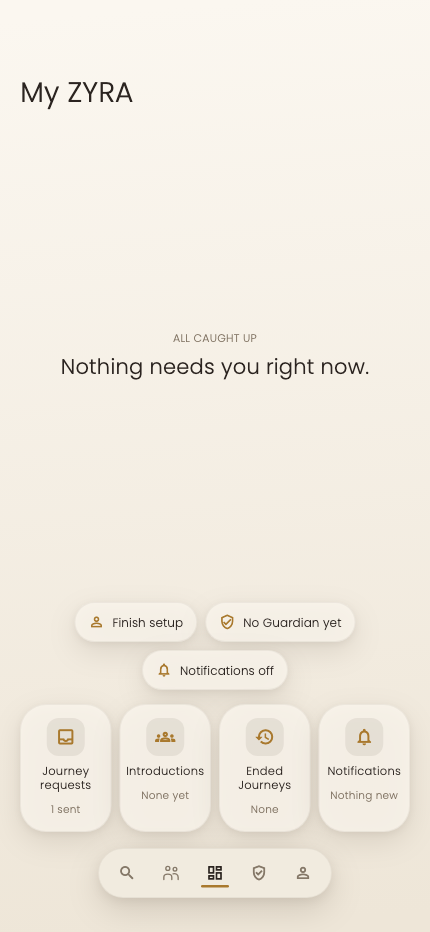 My ZYRA
ALL CAUGHT UP
Nothing needs you right now.
Finish setup
No Guardian yet
Notifications off
Journey
requests
1 sent
Introductions
None yet
Ended
Journeys
None
Notifications
Nothing new